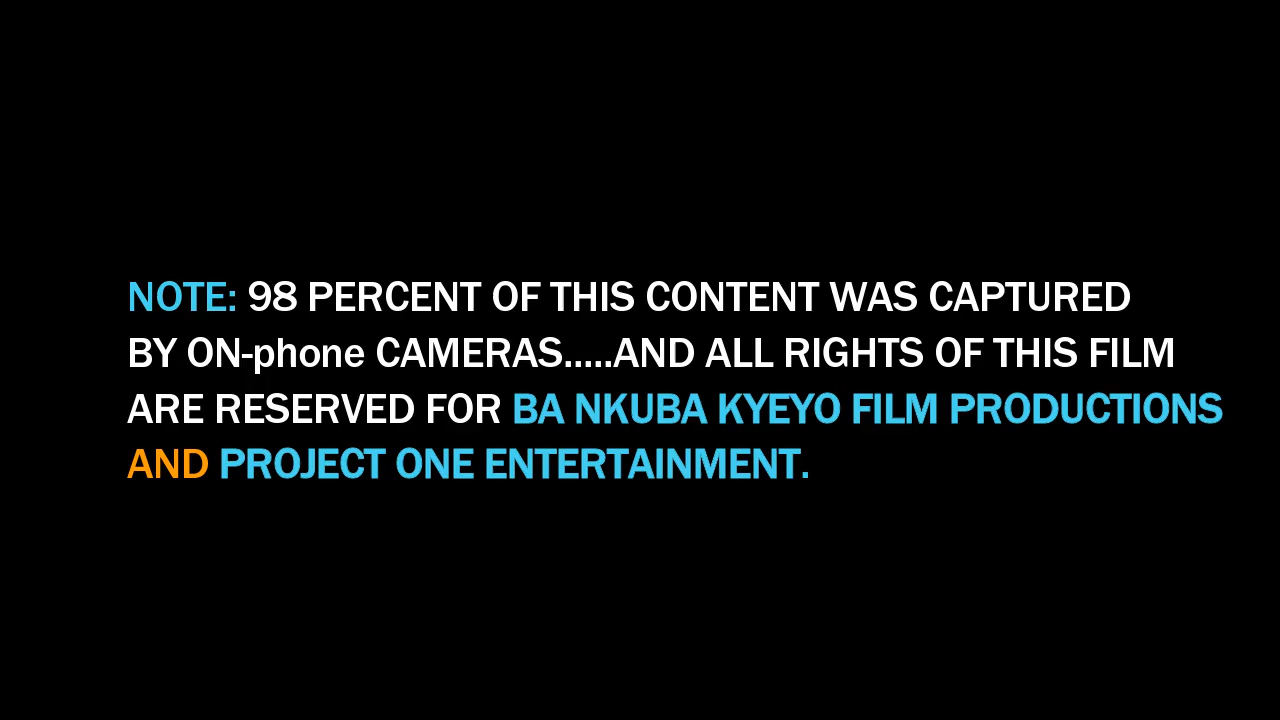 NOTE: 98 PERCENT OF THIS CONTENT WAS CAPTURED
BY ON-phone CAMERAS.....AND ALL RIGHTS OF THIS FILM
ARE RESERVED FOR BA NKUBA KYEYO FILM PRODUCTIONS
AND PROJECT ONE ENTERTAINMENT.